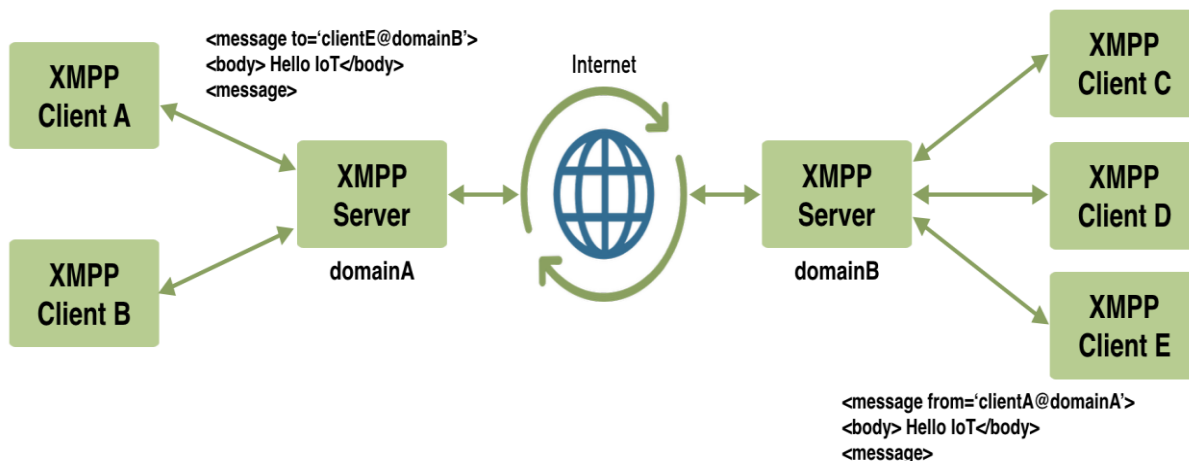 XMPP
Client A
<message to=‘clientE@domainB’>
<body> Hello IoT</body>
<message>
Internet
XMPP
Client C
XMPP
Server
domainA
XMPP
Server
domainB
XMPP
Client D
XMPP
Client B
XMPP
Client E
<message from=‘clientA@domainA’>
<body> Hello IoT</body>
<message>